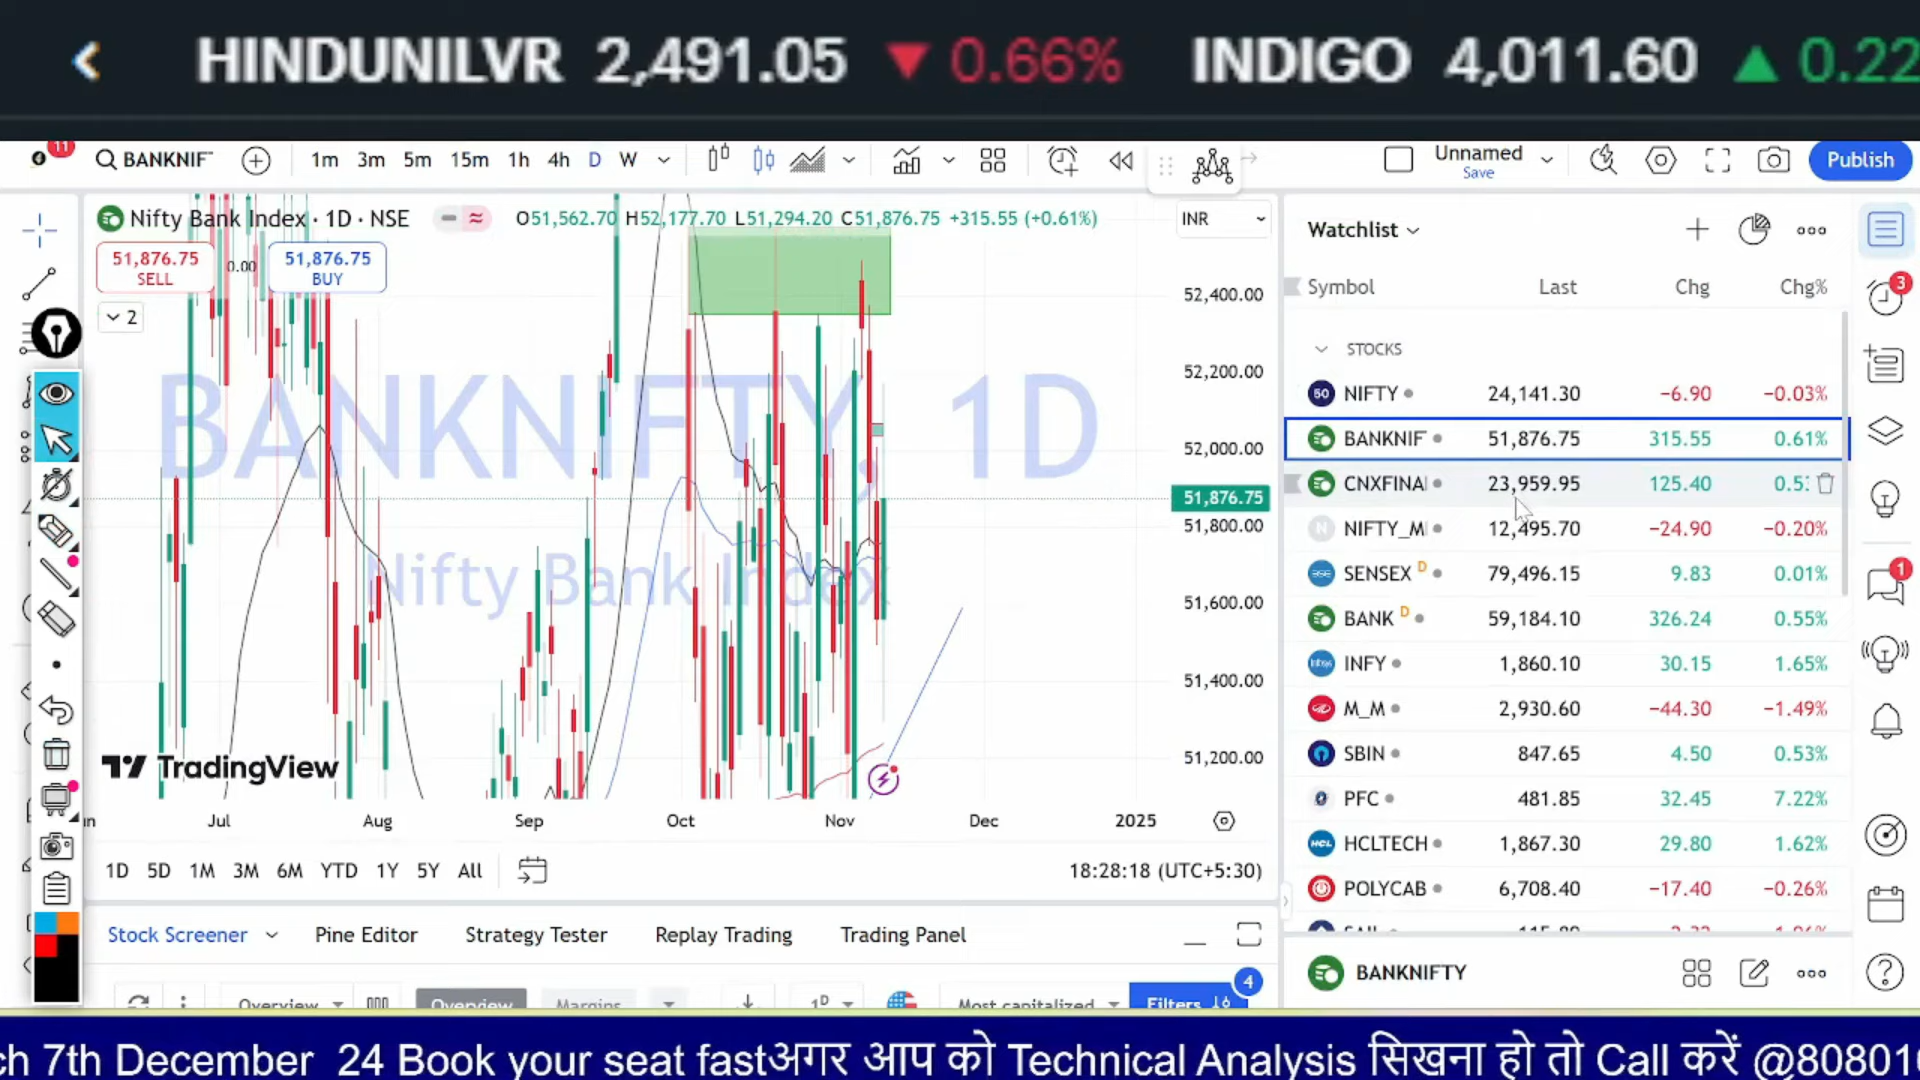 HINDUNILVR 2,491.05 ▼ 0.66% INDIGO 4,011.60 ▲ 0.22
11 BANKNIF 1m 3m 5m 15m 1h 4h D W Unnamed Save Publish
Nifty Bank Index · 1D · NSE O51,562.70 H52,177.70 L51,294.20 C51,876.75 +315.55 (+0.61%) INR
51,876.75 SELL 0.00 51,876.75 BUY
2
BANKNIFTY, 1D
Nifty Bank Index
52,400.00
52,200.00
52,000.00
51,876.75
51,800.00
51,600.00
51,400.00
51,200.00
TradingView
Jul Aug Sep Oct Nov Dec 2025
1D 5D 1M 3M 6M YTD 1Y 5Y All 18:28:18 (UTC+5:30)
Stock Screener Pine Editor Strategy Tester Replay Trading Trading Panel
Overview Overview Margins 1D Most capitalized Filters 4
Watchlist
Symbol Last Chg Chg%
STOCKS
50 NIFTY 24,141.30 −6.90 −0.03%
BANKNIF 51,876.75 315.55 0.61%
CNXFINA 23,959.95 125.40
NIFTY_M 12,495.70 −24.90 −0.20%
SENSEX D 79,496.15 9.83 0.01%
BANK D 59,184.10 326.24 0.55%
INFY 1,860.10 30.15 1.65%
M_M 2,930.60 −44.30 −1.49%
SBIN 847.65 4.50 0.53%
PFC 481.85 32.45 7.22%
HCL HCLTECH 1,867.30 29.80 1.62%
POLYCAB 6,708.40 −17.40 −0.26%
BANKNIFTY
3
1
ch 7th December 24 Book your seat fastअगर आप को Technical Analysis सिखना हो तो Call करें @808010